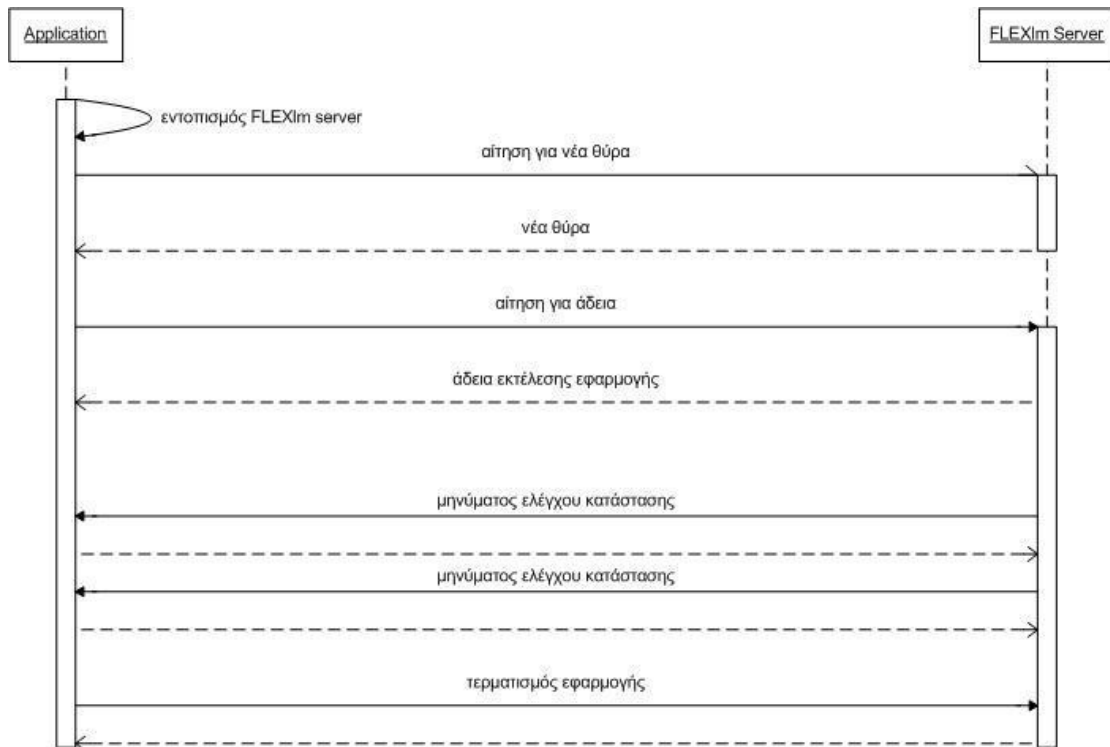 Application
FLEXlm Server
εντοπισμός FLEXlm server
αίτηση για νέα θύρα
νέα θύρα
αίτηση για άδεια
άδεια εκτέλεσης εφαρμογής
μηνύματος ελέγχου κατάστασης
μηνύματος ελέγχου κατάστασης
τερματισμός εφαρμογής